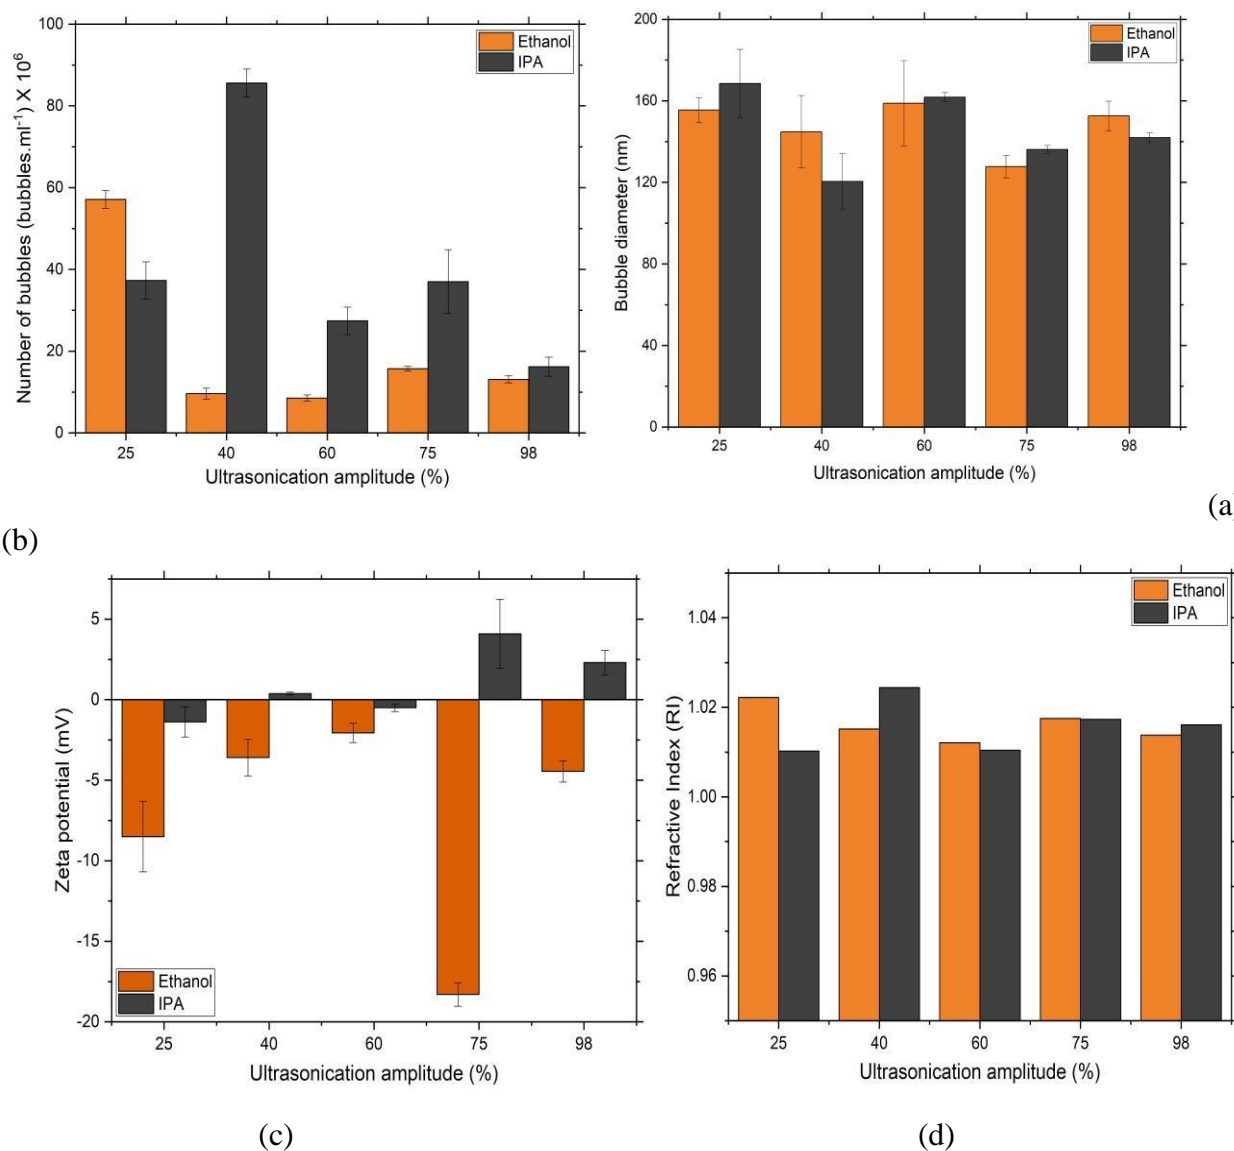 Number of bubbles (bubbles.ml⁻¹) X 10⁶
100
80
60
40
20
0
Ethanol
IPA
25 40 60 75 98
Ultrasonication amplitude (%)
Bubble diameter (nm)
200
160
120
80
40
0
Ethanol
IPA
25 40 60 75 98
Ultrasonication amplitude (%)
(a)
(b)
Zeta potential (mV)
5
0
-5
-10
-15
-20
Ethanol
IPA
25 40 60 75 98
Ultrasonication amplitude (%)
(c)
Refractive Index (RI)
1.04
1.02
1.00
0.98
0.96
Ethanol
IPA
25 40 60 75 98
Ultrasonication amplitude (%)
(d)